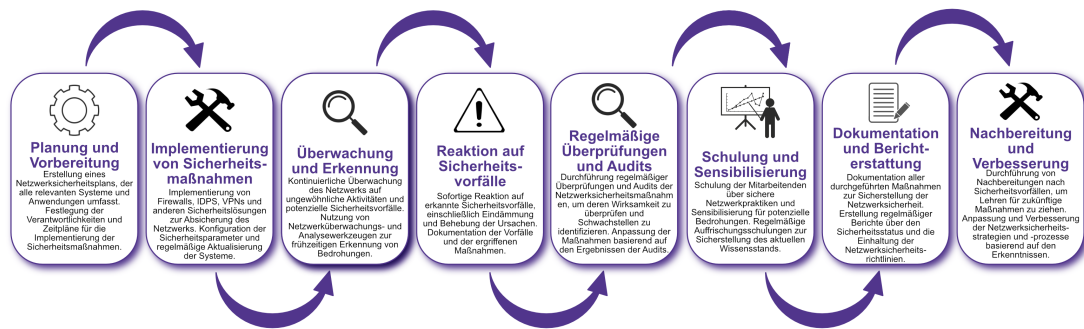 Planung und
Vorbereitung
Erstellung eines
Netzwerksicherheitsplans, der
alle relevanten Systeme und
Anwendungen umfasst.
Festlegung der
Verantwortlichkeiten und
Zeitpläne für die
Implementierung der
Sicherheitsmaßnahmen.
Implementierung
von Sicherheits-
maßnahmen
Implementierung von
Firewalls, IDPS, VPNs und
anderen Sicherheitslösungen
zur Absicherung des
Netzwerks. Konfiguration der
Sicherheitsparameter und
regelmäßige Aktualisierung
der Systeme.
Überwachung
und Erkennung
Kontinuierliche Überwachung
des Netzwerks auf
ungewöhnliche Aktivitäten und
potenzielle Sicherheitsvorfälle.
Nutzung von
Netzwerküberwachungs- und
Analysewerkzeugen zur
frühzeitigen Erkennung von
Bedrohungen.
Reaktion auf
Sicherheits-
vorfälle
Sofortige Reaktion auf
erkannte Sicherheitsvorfälle,
einschließlich Eindämmung
und Behebung der Ursachen.
Dokumentation der Vorfälle
und der ergriffenen
Maßnahmen.
Regelmäßige
Überprüfungen
und Audits
Durchführung regelmäßiger
Überprüfungen und Audits der
Netzwerksicherheitsmaßnahm
en, um deren Wirksamkeit zu
überprüfen und
Schwachstellen zu
identifizieren. Anpassung der
Maßnahmen basierend auf
den Ergebnissen der Audits.
Schulung und
Sensibilisierung
Schulung der Mitarbeitenden
über sichere
Netzwerkpraktiken und
Sensibilisierung für potenzielle
Bedrohungen. Regelmäßige
Auffrischungsschulungen zur
Sicherstellung des aktuellen
Wissensstands.
Dokumentation
und Bericht-
erstattung
Dokumentation aller
durchgeführten Maßnahmen
zur Sicherstellung der
Netzwerksicherheit.
Erstellung regelmäßiger
Berichte über den
Sicherheitsstatus und die
Einhaltung der
Netzwerksicherheits-
richtlinien.
Nachbereitung
und
Verbesserung
Durchführung von
Nachbereitungen nach
Sicherheitsvorfällen, um
Lehren für zukünftige
Maßnahmen zu ziehen.
Anpassung und Verbesserung
der Netzwerksicherheits-
strategien und -prozesse
basierend auf den
Erkenntnissen.